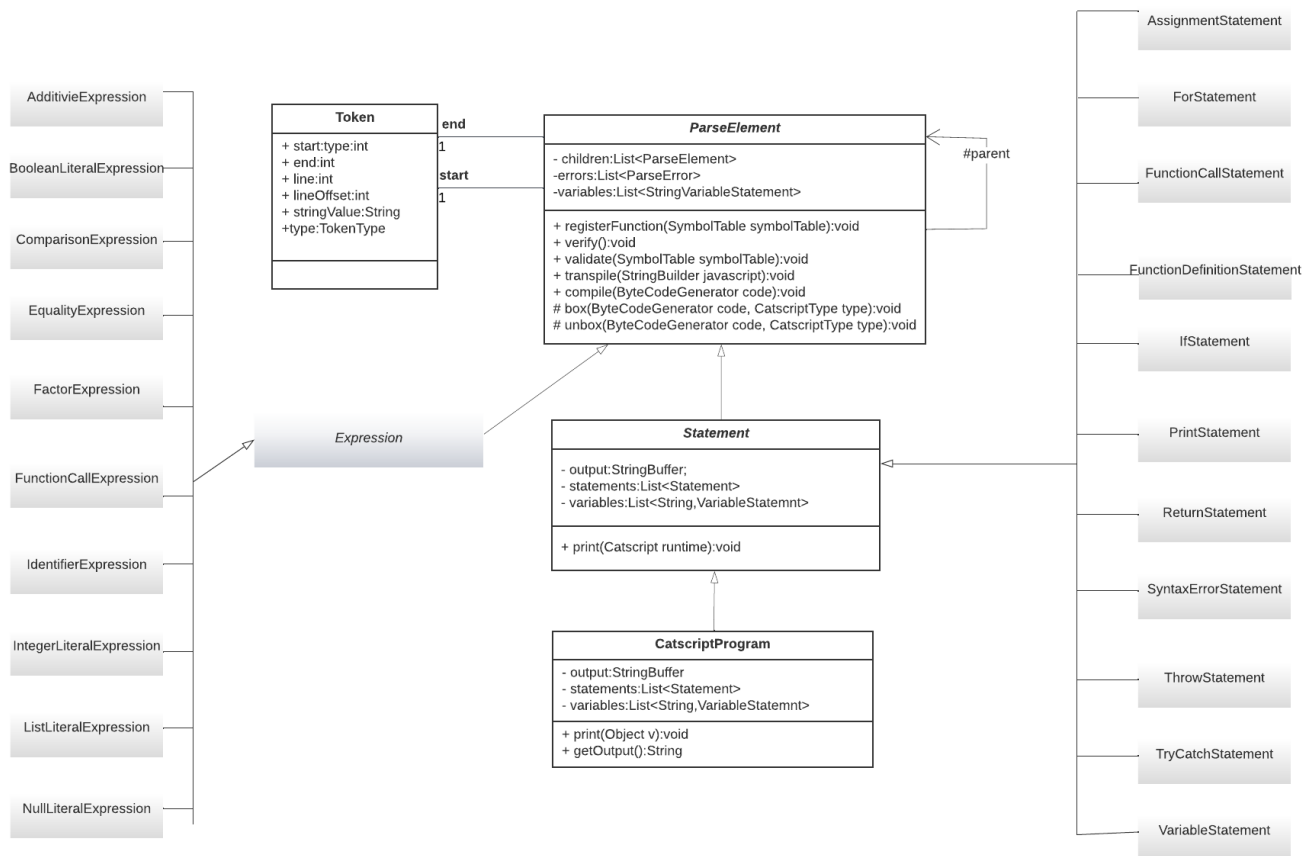 AdditivieExpression
BooleanLiteralExpression
ComparisonExpression
EqualityExpression
FactorExpression
FunctionCallExpression
IdentifierExpression
IntegerLiteralExpression
ListLiteralExpression
NullLiteralExpression
Token
+ start:type:int
+ end:int
+ line:int
+ lineOffset:int
+ stringValue:String
+type:TokenType
end
1
start
1
ParseElement
- children:List<ParseElement>
-errors:List<ParseError>
-variables:List<StringVariableStatement>
+ registerFunction(SymbolTable symbolTable):void
+ verify():void
+ validate(SymbolTable symbolTable):void
+ transpile(StringBuilder javascript):void
+ compile(ByteCodeGenerator code):void
# box(ByteCodeGenerator code, CatscriptType type):void
# unbox(ByteCodeGenerator code, CatscriptType type):void
#parent
Expression
Statement
- output:StringBuffer;
- statements:List<Statement>
- variables:List<String,VariableStatemnt>
+ print(Catscript runtime):void
CatscriptProgram
- output:StringBuffer
- statements:List<Statement>
- variables:List<String,VariableStatemnt>
+ print(Object v):void
+ getOutput():String
AssignmentStatement
ForStatement
FunctionCallStatement
FunctionDefinitionStatement
IfStatement
PrintStatement
ReturnStatement
SyntaxErrorStatement
ThrowStatement
TryCatchStatement
VariableStatement